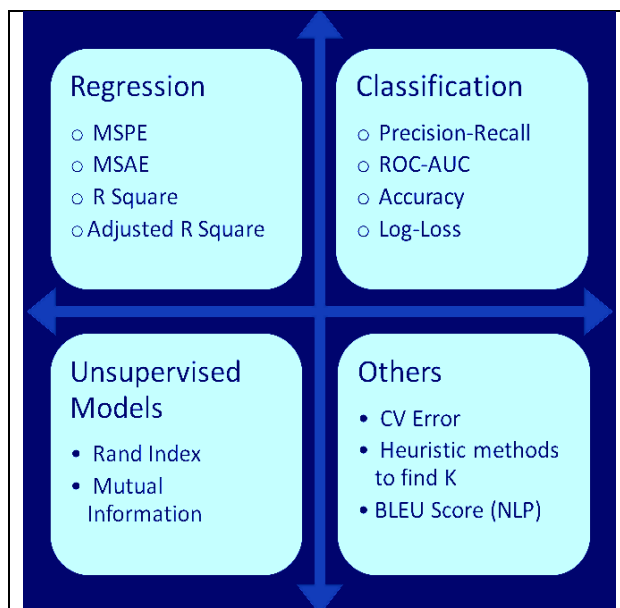 Regression
○ MSPE
○ MSAE
○ R Square
○ Adjusted R Square
Classification
○ Precision-Recall
○ ROC-AUC
○ Accuracy
○ Log-Loss
Unsupervised
Models
• Rand Index
• Mutual
Information
Others
• CV Error
• Heuristic methods
to find K
• BLEU Score (NLP)